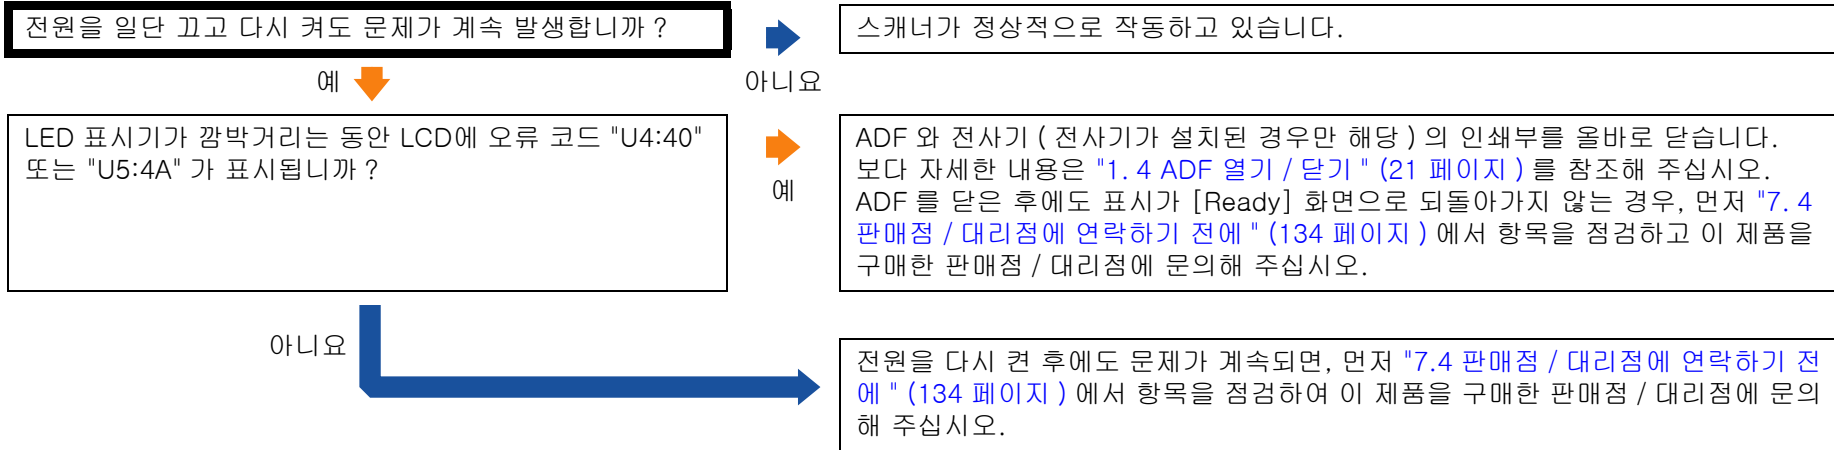 전원을 일단 끄고 다시 켜도 문제가 계속 발생합니까 ?
스캐너가 정상적으로 작동하고 있습니다.
예
아니요
LED 표시기가 깜박거리는 동안 LCD에 오류 코드 "U4:40"
또는 "U5:4A" 가 표시됩니까 ?
예
ADF 와 전사기 ( 전사기가 설치된 경우만 해당 ) 의 인쇄부를 올바로 닫습니다.
보다 자세한 내용은 "1. 4 ADF 열기 / 닫기 " (21 페이지 ) 를 참조해 주십시오.
ADF 를 닫은 후에도 표시가 [Ready] 화면으로 되돌아가지 않는 경우, 먼저 "7. 4
판매점 / 대리점에 연락하기 전에 " (134 페이지 ) 에서 항목을 점검하고 이 제품을
구매한 판매점 / 대리점에 문의해 주십시오.
아니요
전원을 다시 켠 후에도 문제가 계속되면, 먼저 "7.4 판매점 / 대리점에 연락하기 전
에 " (134 페이지 ) 에서 항목을 점검하여 이 제품을 구매한 판매점 / 대리점에 문의
해 주십시오.